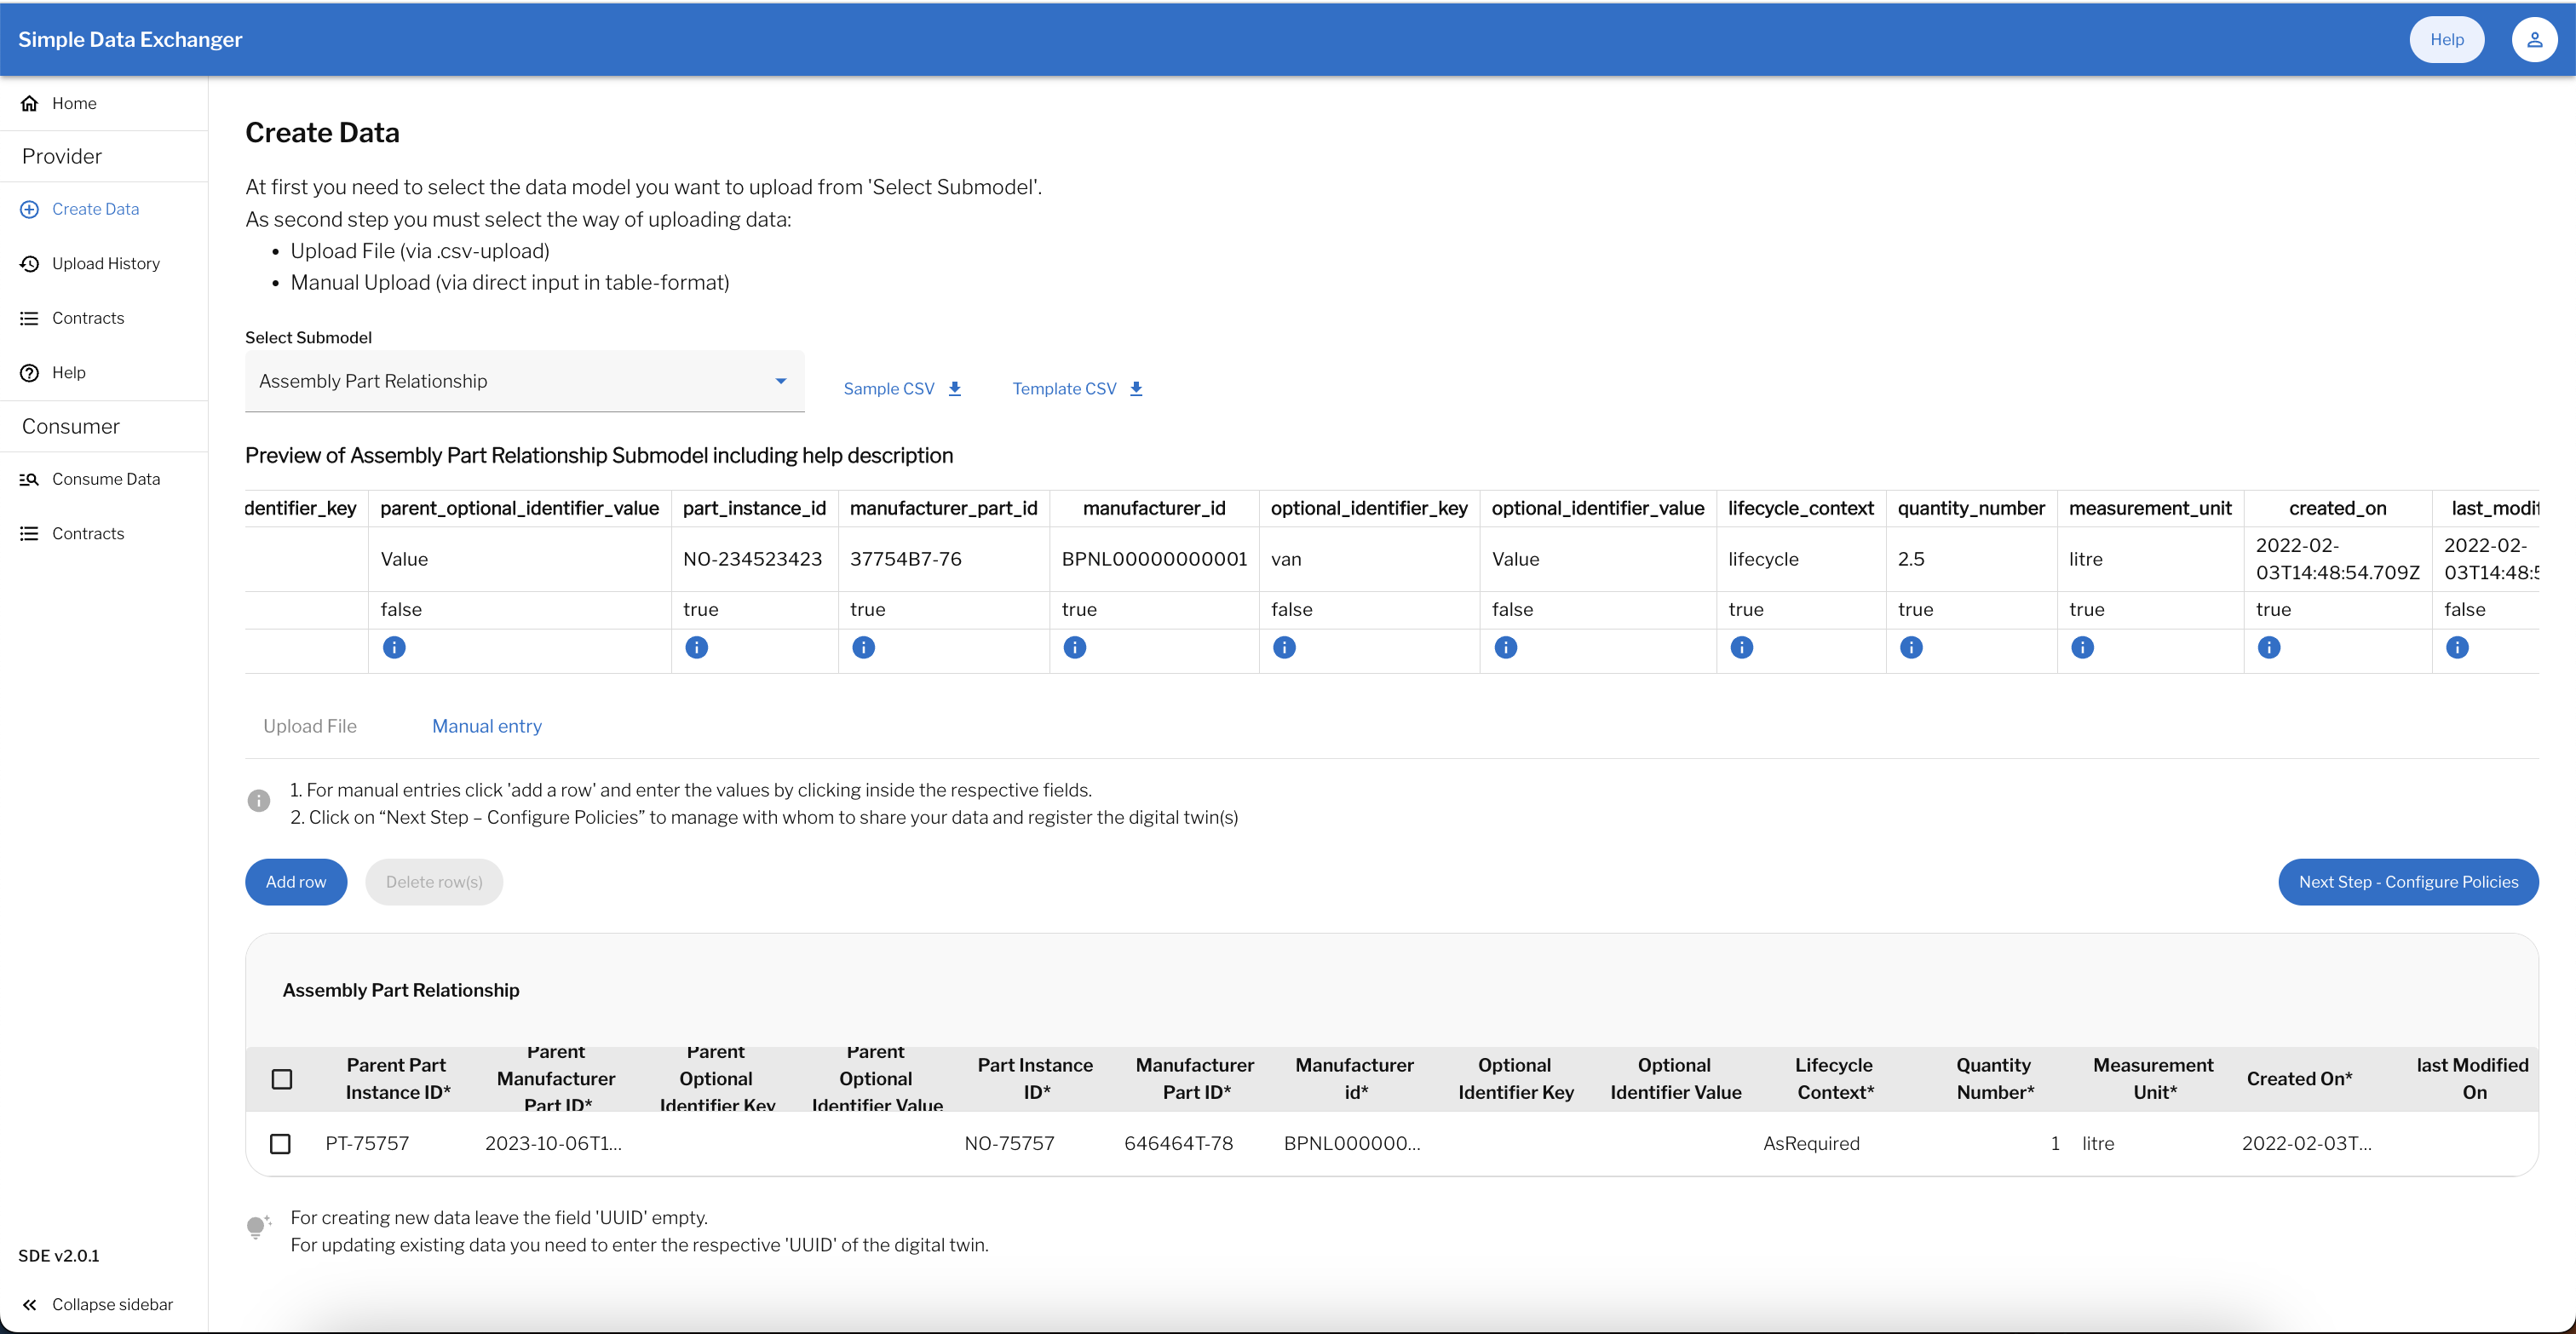 Simple Data Exchanger
Help
Home
Provider
Create Data
Upload History
Contracts
Help
Consumer
Consume Data
Contracts
SDE v2.0.1
Collapse sidebar
Create Data
At first you need to select the data model you want to upload from 'Select Submodel'.
As second step you must select the way of uploading data:
• Upload File (via .csv-upload)
• Manual Upload (via direct input in table-format)
Select Submodel
Assembly Part Relationship
Sample CSV
Template CSV
Preview of Assembly Part Relationship Submodel including help description
dentifier_key parent_optional_identifier_value part_instance_id manufacturer_part_id manufacturer_id optional_identifier_key optional_identifier_value lifecycle_context quantity_number measurement_unit created_on last_modif
Value NO-234523423 37754B7-76 BPNL00000000001 van Value lifecycle 2.5 litre 2022-02-03T14:48:54.709Z 2022-02-03T14:48:5
false true true true false false true true true true false
Upload File
Manual entry
1. For manual entries click 'add a row' and enter the values by clicking inside the respective fields.
2. Click on “Next Step – Configure Policies” to manage with whom to share your data and register the digital twin(s)
Add row
Delete row(s)
Next Step - Configure Policies
Assembly Part Relationship
Parent Part Instance ID* Parent Manufacturer Part ID* Parent Optional Identifier Key Parent Optional Identifier Value Part Instance ID* Manufacturer Part ID* Manufacturer id* Optional Identifier Key Optional Identifier Value Lifecycle Context* Quantity Number* Measurement Unit* Created On* last Modified On
PT-75757 2023-10-06T1... NO-75757 646464T-78 BPNL000000... AsRequired 1 litre 2022-02-03T...
For creating new data leave the field 'UUID' empty.
For updating existing data you need to enter the respective 'UUID' of the digital twin.